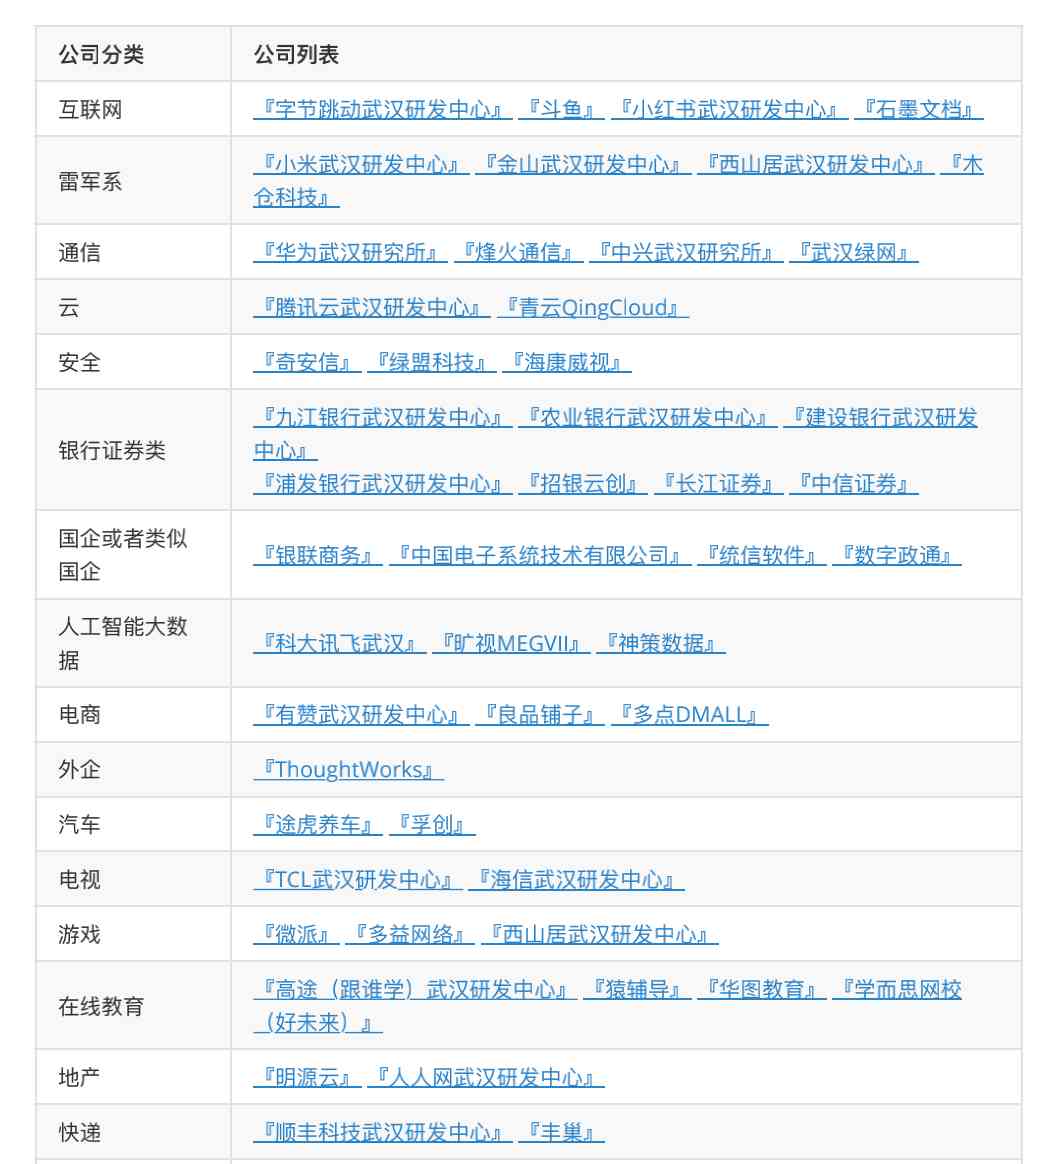 公司分类 公司列表
互联网 『字节跳动武汉研发中心』 『斗鱼』 『小红书武汉研发中心』 『石墨文档』
雷军系 『小米武汉研发中心』 『金山武汉研发中心』 『西山居武汉研发中心』 『木
仓科技』
通信 『华为武汉研究所』 『烽火通信』 『中兴武汉研究所』 『武汉绿网』
云 『腾讯云武汉研发中心』 『青云QingCloud』
安全 『奇安信』 『绿盟科技』 『海康威视』
银行证券类 『九江银行武汉研发中心』 『农业银行武汉研发中心』 『建设银行武汉研发
中心』
『浦发银行武汉研发中心』 『招银云创』 『长江证券』 『中信证券』
国企或者类似
国企 『银联商务』 『中国电子系统技术有限公司』 『统信软件』 『数字政通』
人工智能大数
据 『科大讯飞武汉』 『旷视MEGVII』 『神策数据』
电商 『有赞武汉研发中心』 『良品铺子』 『多点DMALL』
外企 『ThoughtWorks』
汽车 『途虎养车』 『孚创』
电视 『TCL武汉研发中心』 『海信武汉研发中心』
游戏 『微派』 『多益网络』 『西山居武汉研发中心』
在线教育 『高途（跟谁学）武汉研发中心』 『猿辅导』 『华图教育』 『学而思网校
（好未来）』
地产 『明源云』 『人人网武汉研发中心』
快递 『顺丰科技武汉研发中心』 『丰巢』